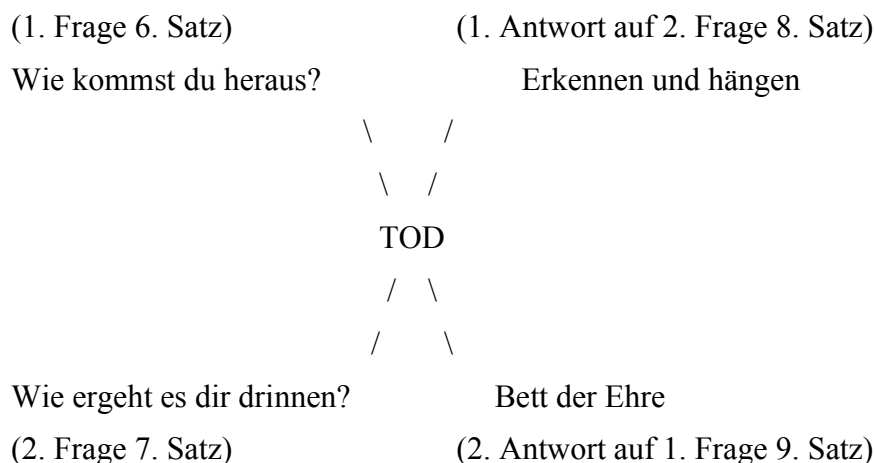 (1. Frage 6. Satz) (1. Antwort auf 2. Frage 8. Satz)
Wie kommst du heraus? Erkennen und hängen
\ /
\ /
TOD
/ \
/ \
Wie ergeht es dir drinnen? Bett der Ehre
(2. Frage 7. Satz) (2. Antwort auf 1. Frage 9. Satz)